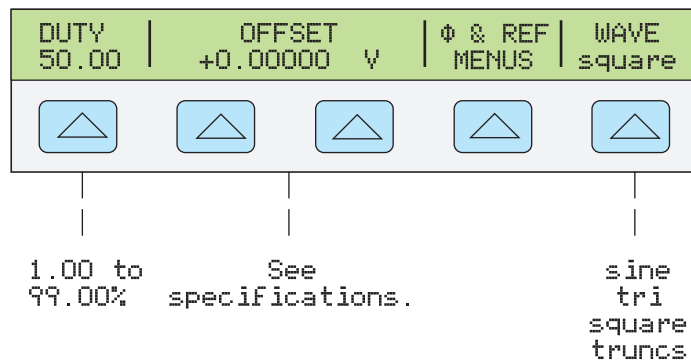 DUTY OFFSET Φ & REF WAVE
50.00 +0.00000 V MENUS square
1.00 to
99.00%
See
specifications.
sine
tri
square
truncs